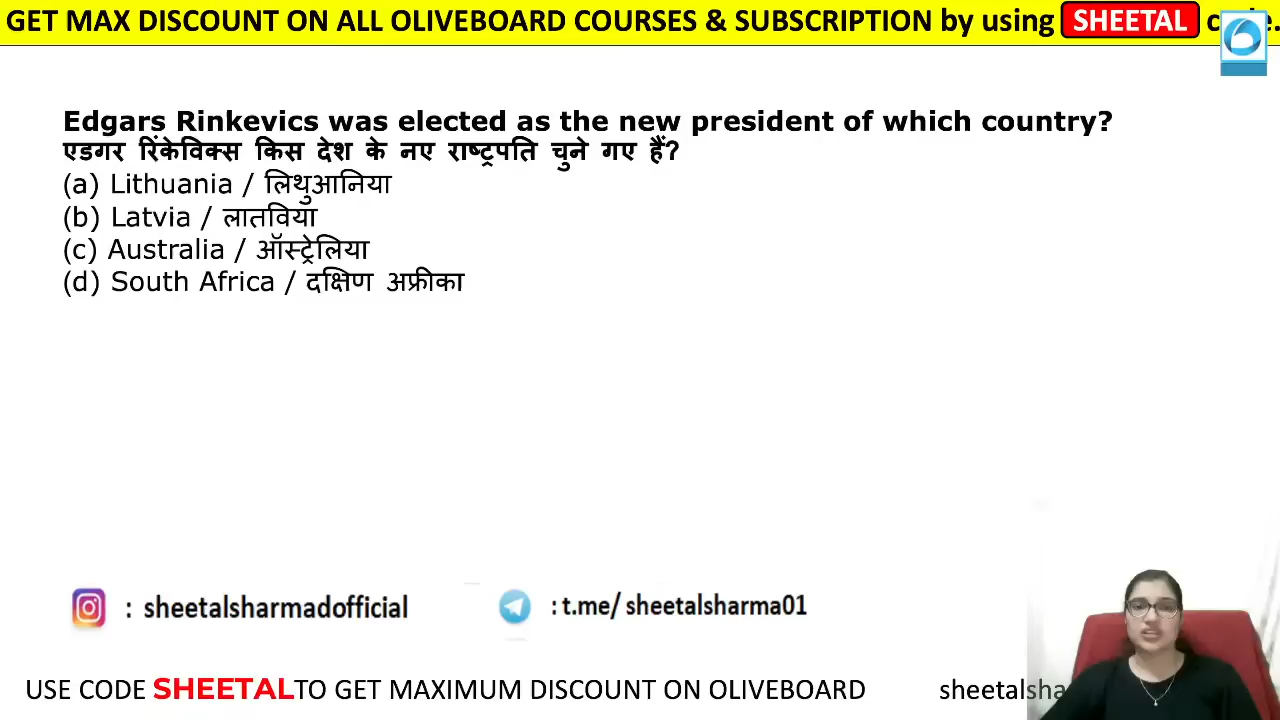 GET MAX DISCOUNT ON ALL OLIVEBOARD COURSES & SUBSCRIPTION by using SHEETAL
Edgars Rinkevics was elected as the new president of which country?
एडगर रिंकेविक्स किस देश के नए राष्ट्रपति चुने गए हैं?
(a) Lithuania / लिथुआनिया
(b) Latvia / लातविया
(c) Australia / ऑस्ट्रेलिया
(d) South Africa / दक्षिण अफ्रीका
: sheetalsharmadofficial
: t.me/ sheetalsharma01
USE CODE SHEETALTO GET MAXIMUM DISCOUNT ON OLIVEBOARD